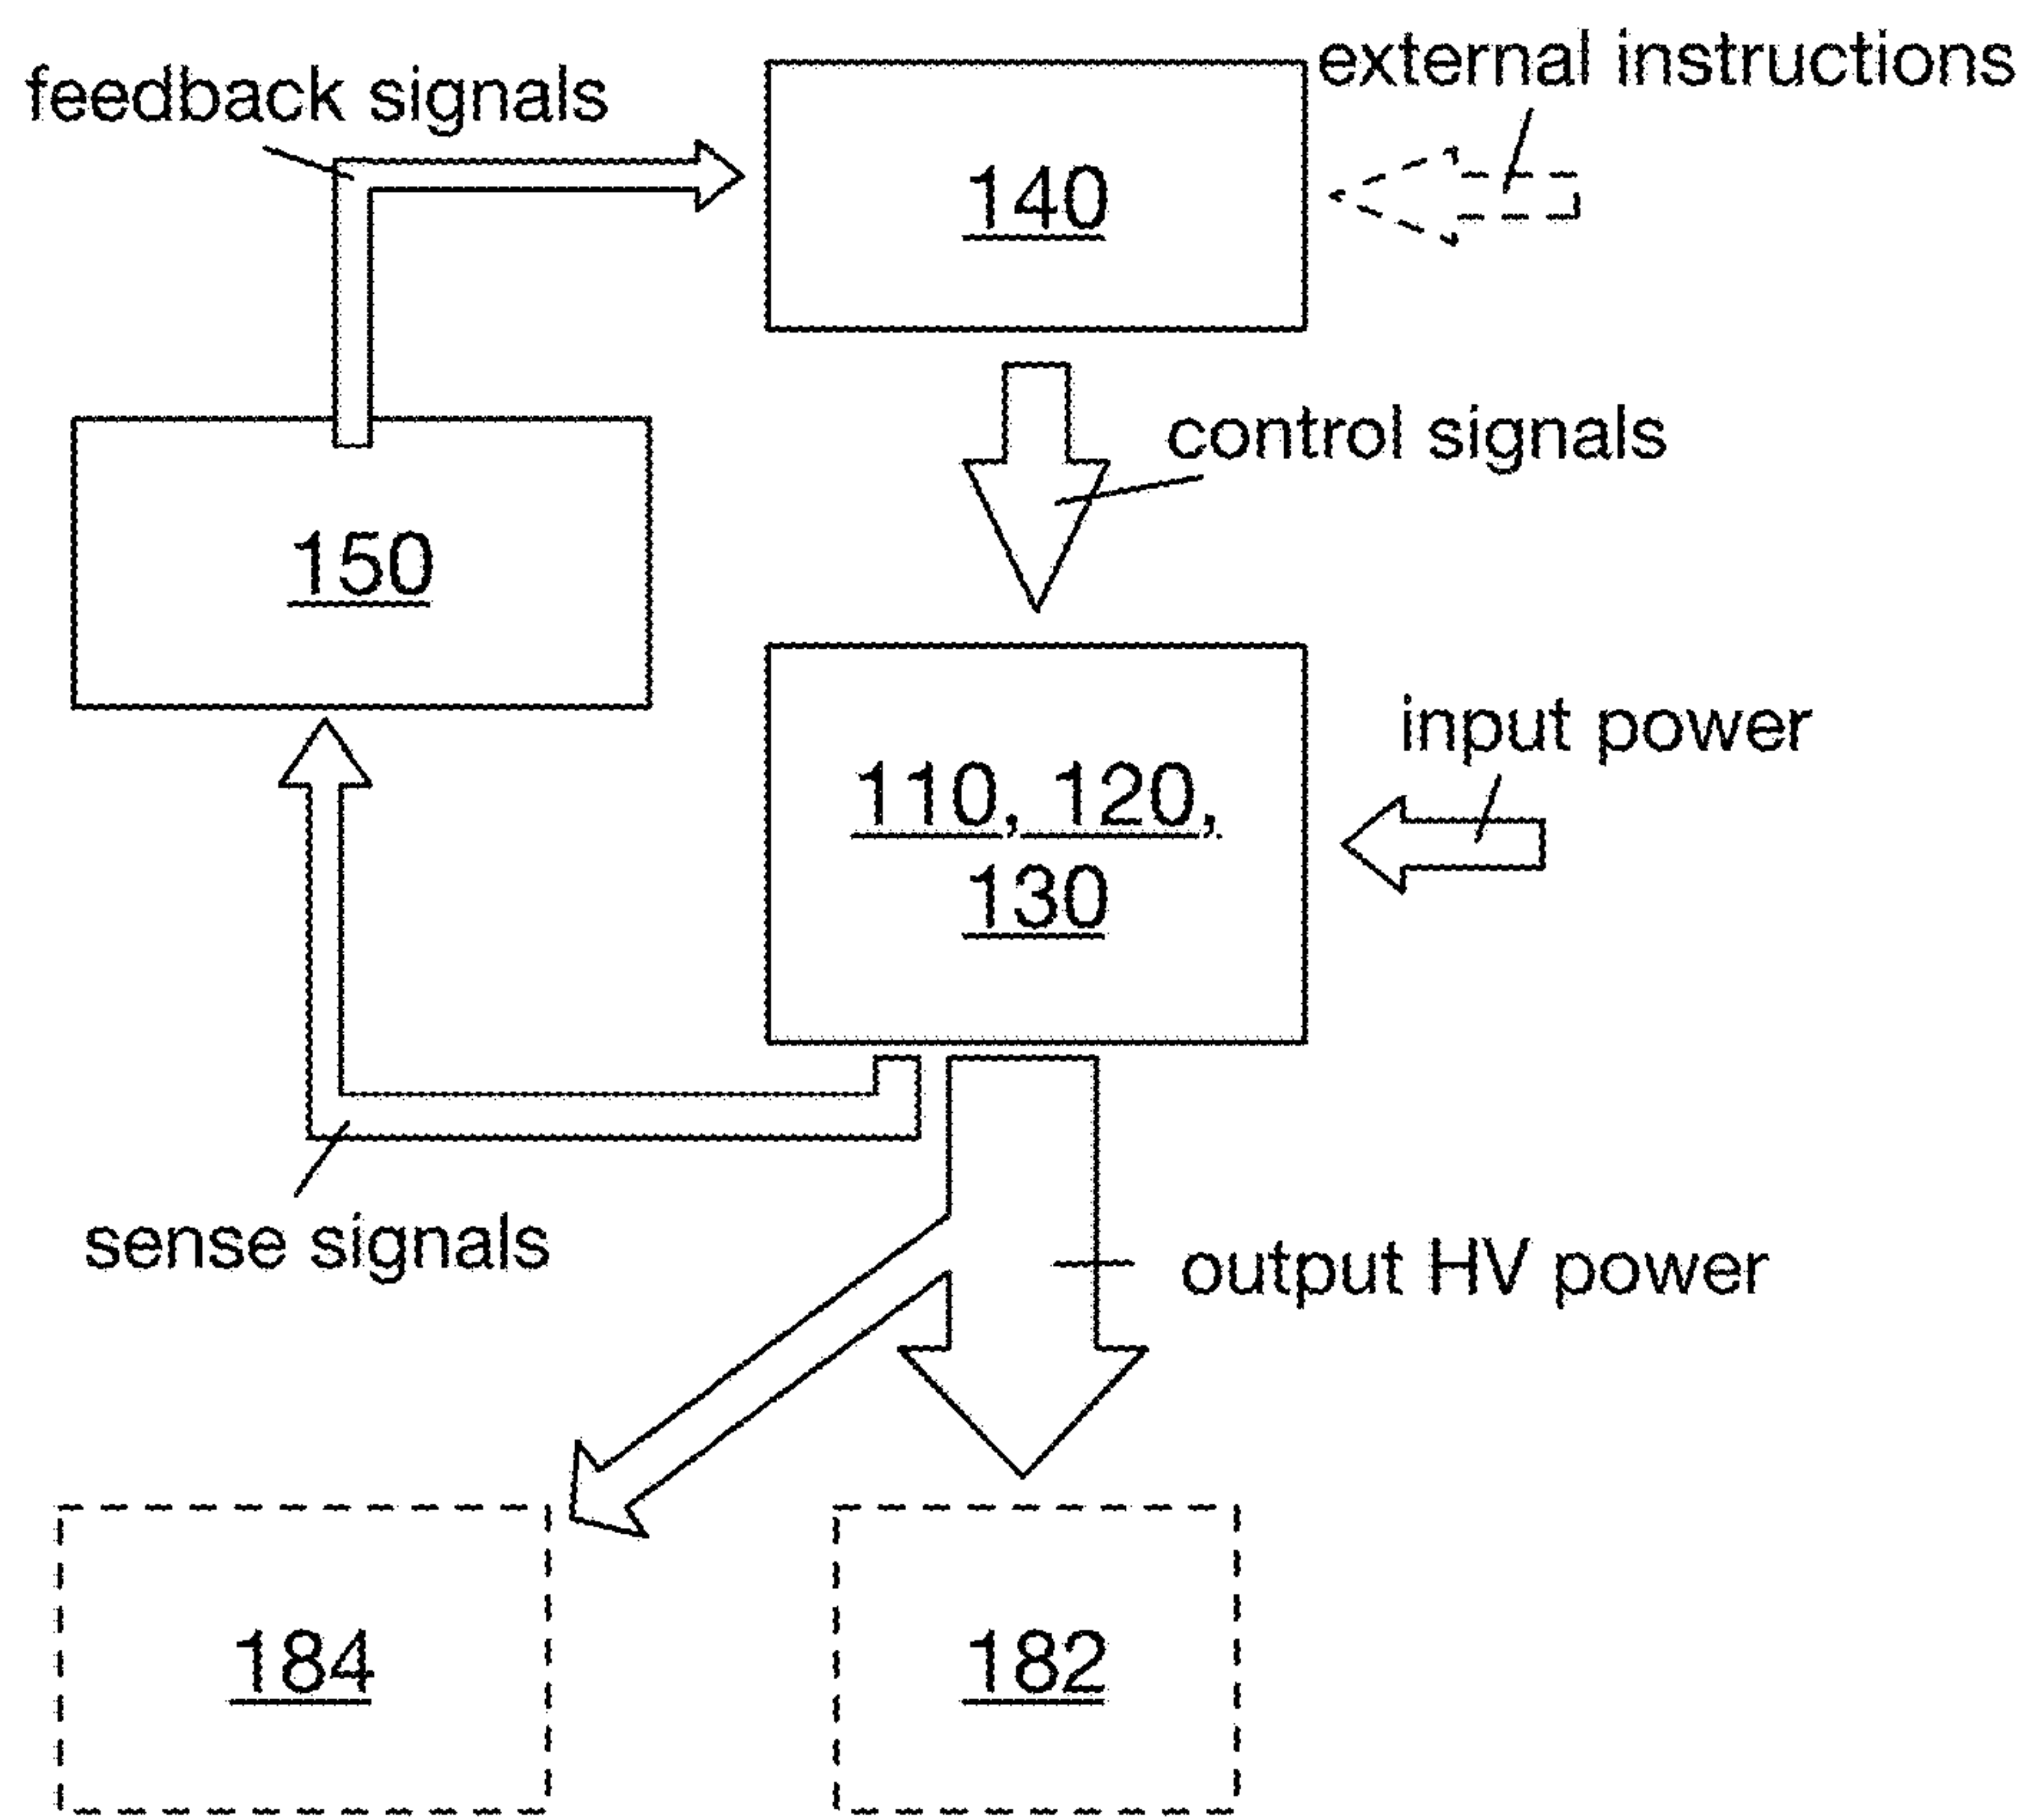 external instructions
feedback signals
140
control signals
150
input power
110, 120,
130
sense signals
output HV power
184
182